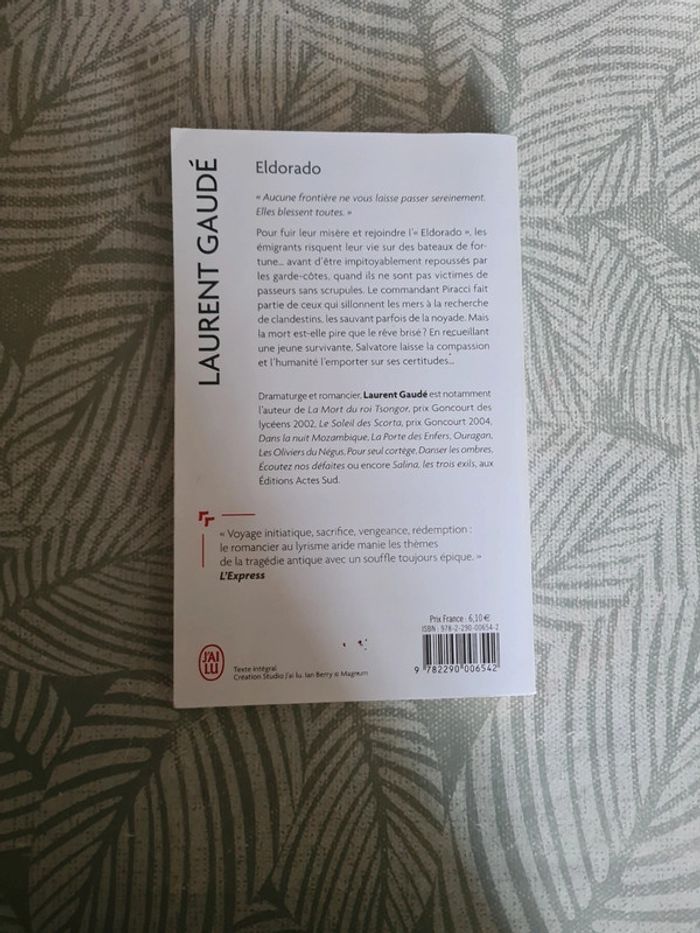 LAURENT GAUDÉ
Eldorado
« Aucune frontière ne vous laisse passer sereinement.
Elles blessent toutes. »
Pour fuir leur misère et rejoindre l'« Eldorado », les
émigrants risquent leur vie sur des bateaux de for-
tune… avant d'être impitoyablement repoussés par
les garde-côtes, quand ils ne sont pas victimes de
passeurs sans scrupules. Le commandant Piracci fait
partie de ceux qui sillonnent les mers à la recherche
de clandestins, les sauvant parfois de la noyade. Mais
la mort est-elle pire que le rêve brisé ? En recueillant
une jeune survivante, Salvatore laisse la compassion
et l'humanité l'emporter sur ses certitudes…
Dramaturge et romancier, Laurent Gaudé est notamment
l'auteur de La Mort du roi Tsongor, prix Goncourt des
lycéens 2002, Le Soleil des Scorta, prix Goncourt 2004,
Dans la nuit Mozambique, La Porte des Enfers, Ouragan,
Les Oliviers du Négus, Pour seul cortège, Danser les ombres,
Écoutez nos défaites ou encore Salina, les trois exils, aux
Éditions Actes Sud.
« Voyage initiatique, sacrifice, vengeance, rédemption :
le romancier au lyrisme aride manie les thèmes
de la tragédie antique avec un souffle toujours épique. »
L'Express
Prix France : 6,10 €
ISBN : 978-2-290-00654-2
J'AI
LU
Texte intégral
Création Studio J'ai lu. Ian Berry © Magnum
9 782290 006542